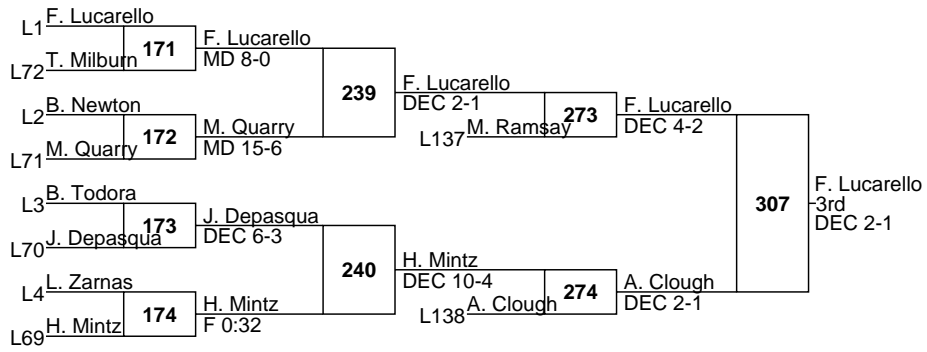 L1 F. Lucarello
171 F. Lucarello
L72 T. Milburn MD 8-0
239 F. Lucarello
L2 B. Newton DEC 2-1
172 M. Quarry
L71 M. Quarry MD 15-6
273 F. Lucarello
L137 M. Ramsay DEC 4-2
L3 B. Todora
173 J. Depasqua
L70 J. Depasqua DEC 6-3
240 H. Mintz
L4 L. Zarnas DEC 10-4
174 H. Mintz
L69 H. Mintz F 0:32
274 A. Clough
L138 A. Clough DEC 2-1
307 F. Lucarello
3rd
DEC 2-1